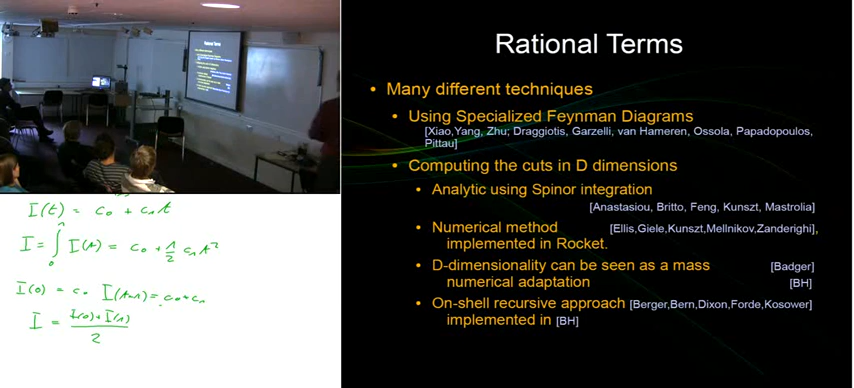 Rational Terms
• Many different techniques
• Using Specialized Feynman Diagrams
[Xiao,Yang, Zhu; Draggiotis, Garzelli, van Hameren, Ossola, Papadopoulos, Pittau]
• Computing the cuts in D dimensions
• Analytic using Spinor integration
[Anastasiou, Britto, Feng, Kunszt, Mastrolia]
• Numerical method [Ellis,Giele,Kunszt,Mellnikov,Zanderighi],
implemented in Rocket.
• D-dimensionality can be seen as a mass [Badger]
numerical adaptation [BH]
• On-shell recursive approach [Berger,Bern,Dixon,Forde,Kosower]
implemented in [BH]
I(t) = c₀ + c₁t
I = ∫₀¹ I(t) = c₀ + 1/2 c₁ t²
I(0) = c₀ I(t=1) = c₀+c₁
I = (I(0)+I(1))/2